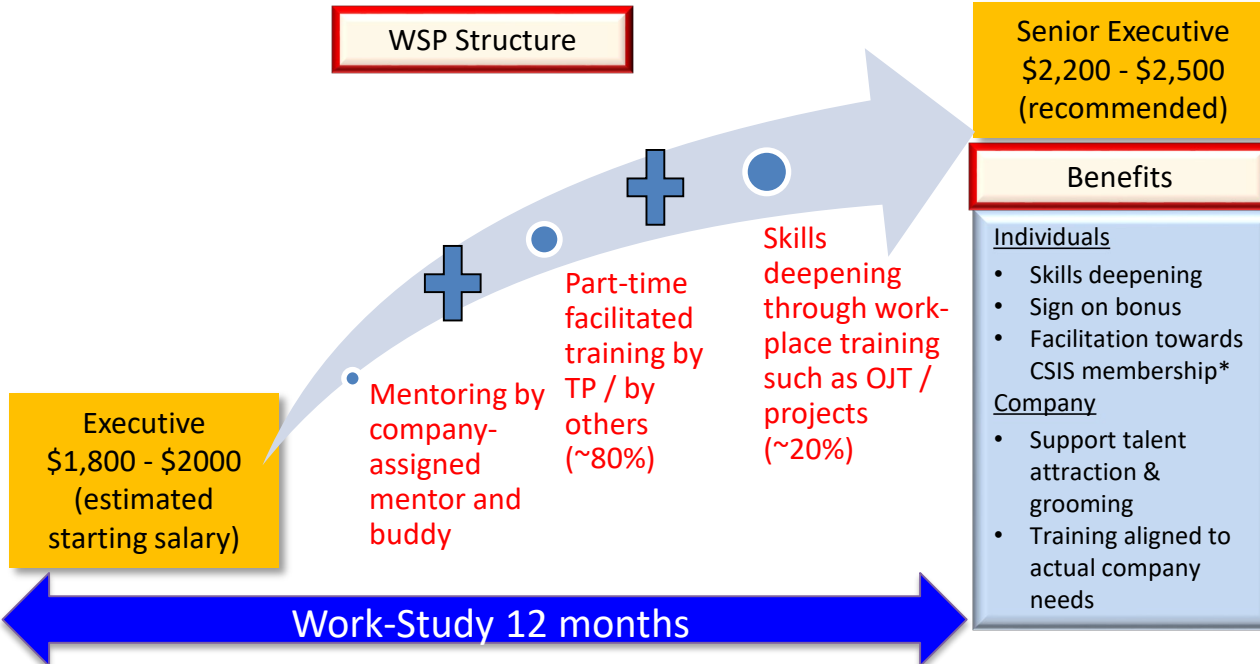 WSP Structure
Senior Executive
$2,200 - $2,500
(recommended)
Benefits
Individuals
• Skills deepening
• Sign on bonus
• Facilitation towards
CSIS membership*
Company
• Support talent
attraction &
grooming
• Training aligned to
actual company
needs
Skills
deepening
through work-
place training
such as OJT /
projects
(~20%)
Part-time
facilitated
training by
TP / by
others
(~80%)
Mentoring by
company-
assigned
mentor and
buddy
Executive
$1,800 - $2000
(estimated
starting salary)
Work-Study 12 months